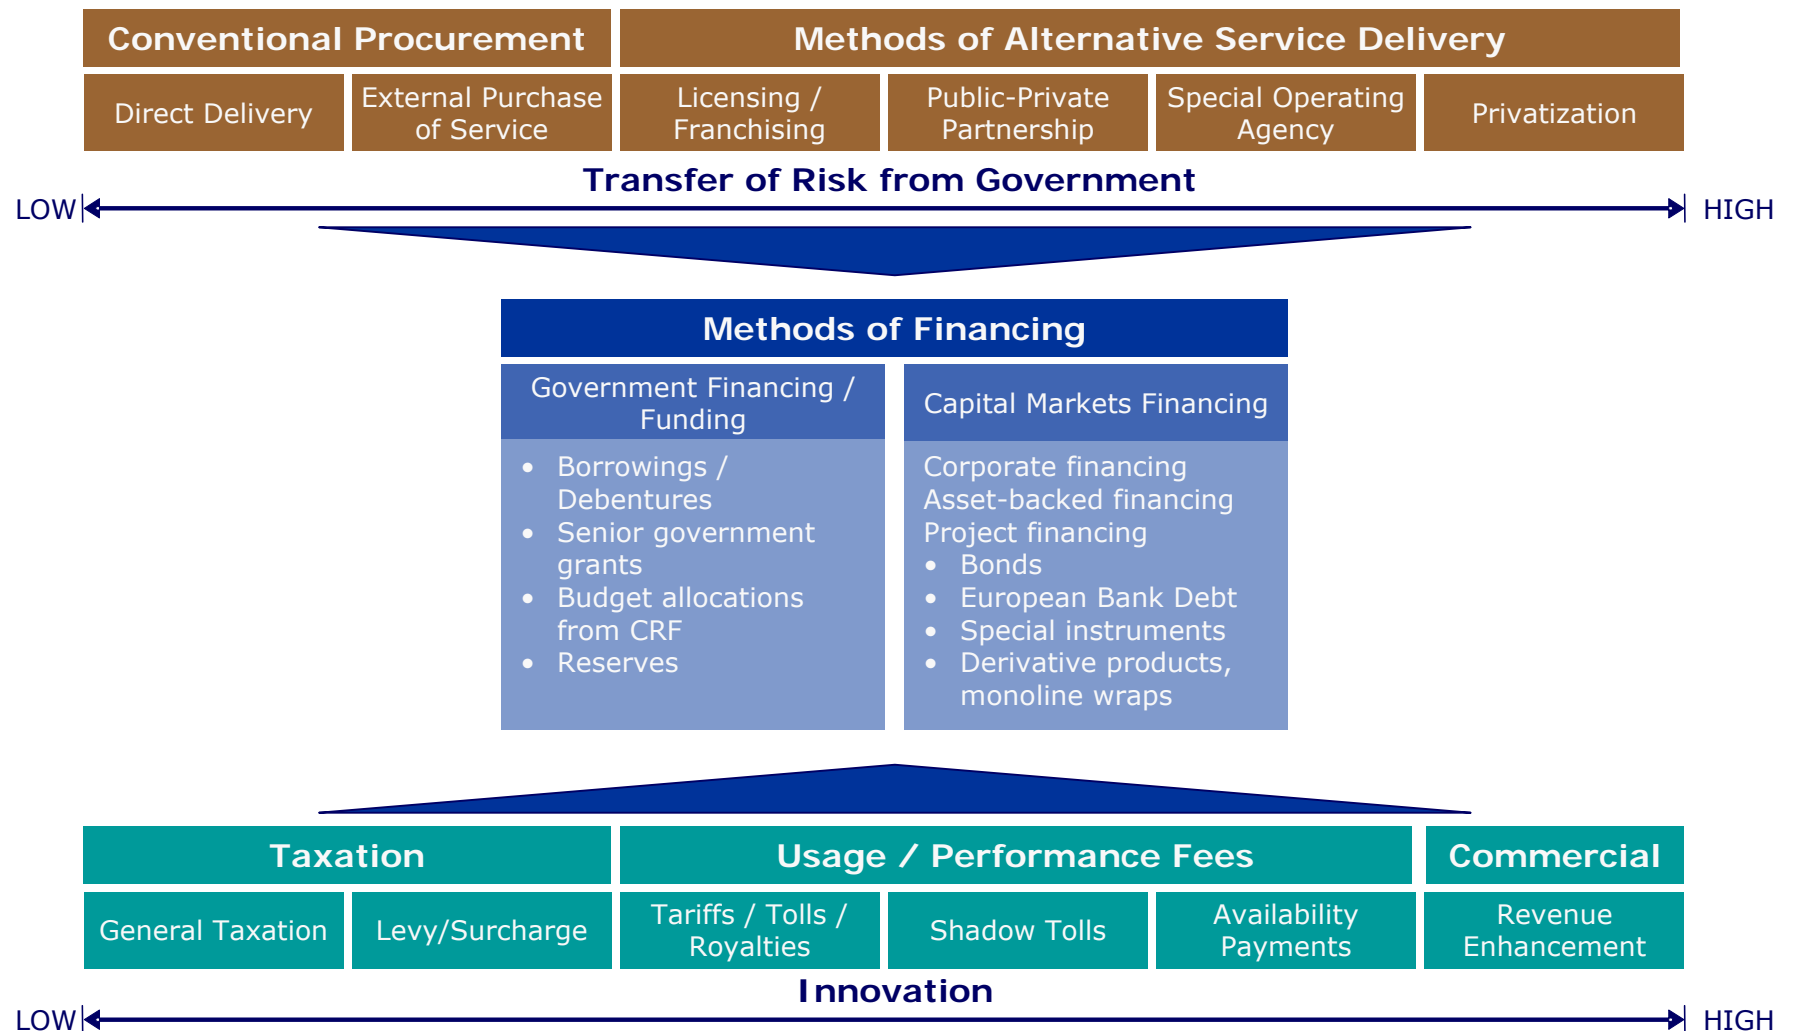 Conventional Procurement
Methods of Alternative Service Delivery
Direct Delivery
External Purchase
of Service
Licensing /
Franchising
Public-Private
Partnership
Special Operating
Agency
Privatization
Transfer of Risk from Government
LOW
HIGH
Methods of Financing
Government Financing /
Funding
• Borrowings /
Debentures
• Senior government
grants
• Budget allocations
from CRF
• Reserves
Capital Markets Financing
Corporate financing
Asset-backed financing
Project financing
• Bonds
• European Bank Debt
• Special instruments
• Derivative products,
monoline wraps
Taxation
Usage / Performance Fees
Commercial
General Taxation
Levy/Surcharge
Tariffs / Tolls /
Royalties
Shadow Tolls
Availability
Payments
Revenue
Enhancement
Innovation
LOW
HIGH